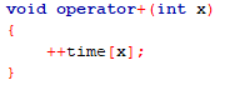 void operator+(int x)
{
    ++time[x];
}